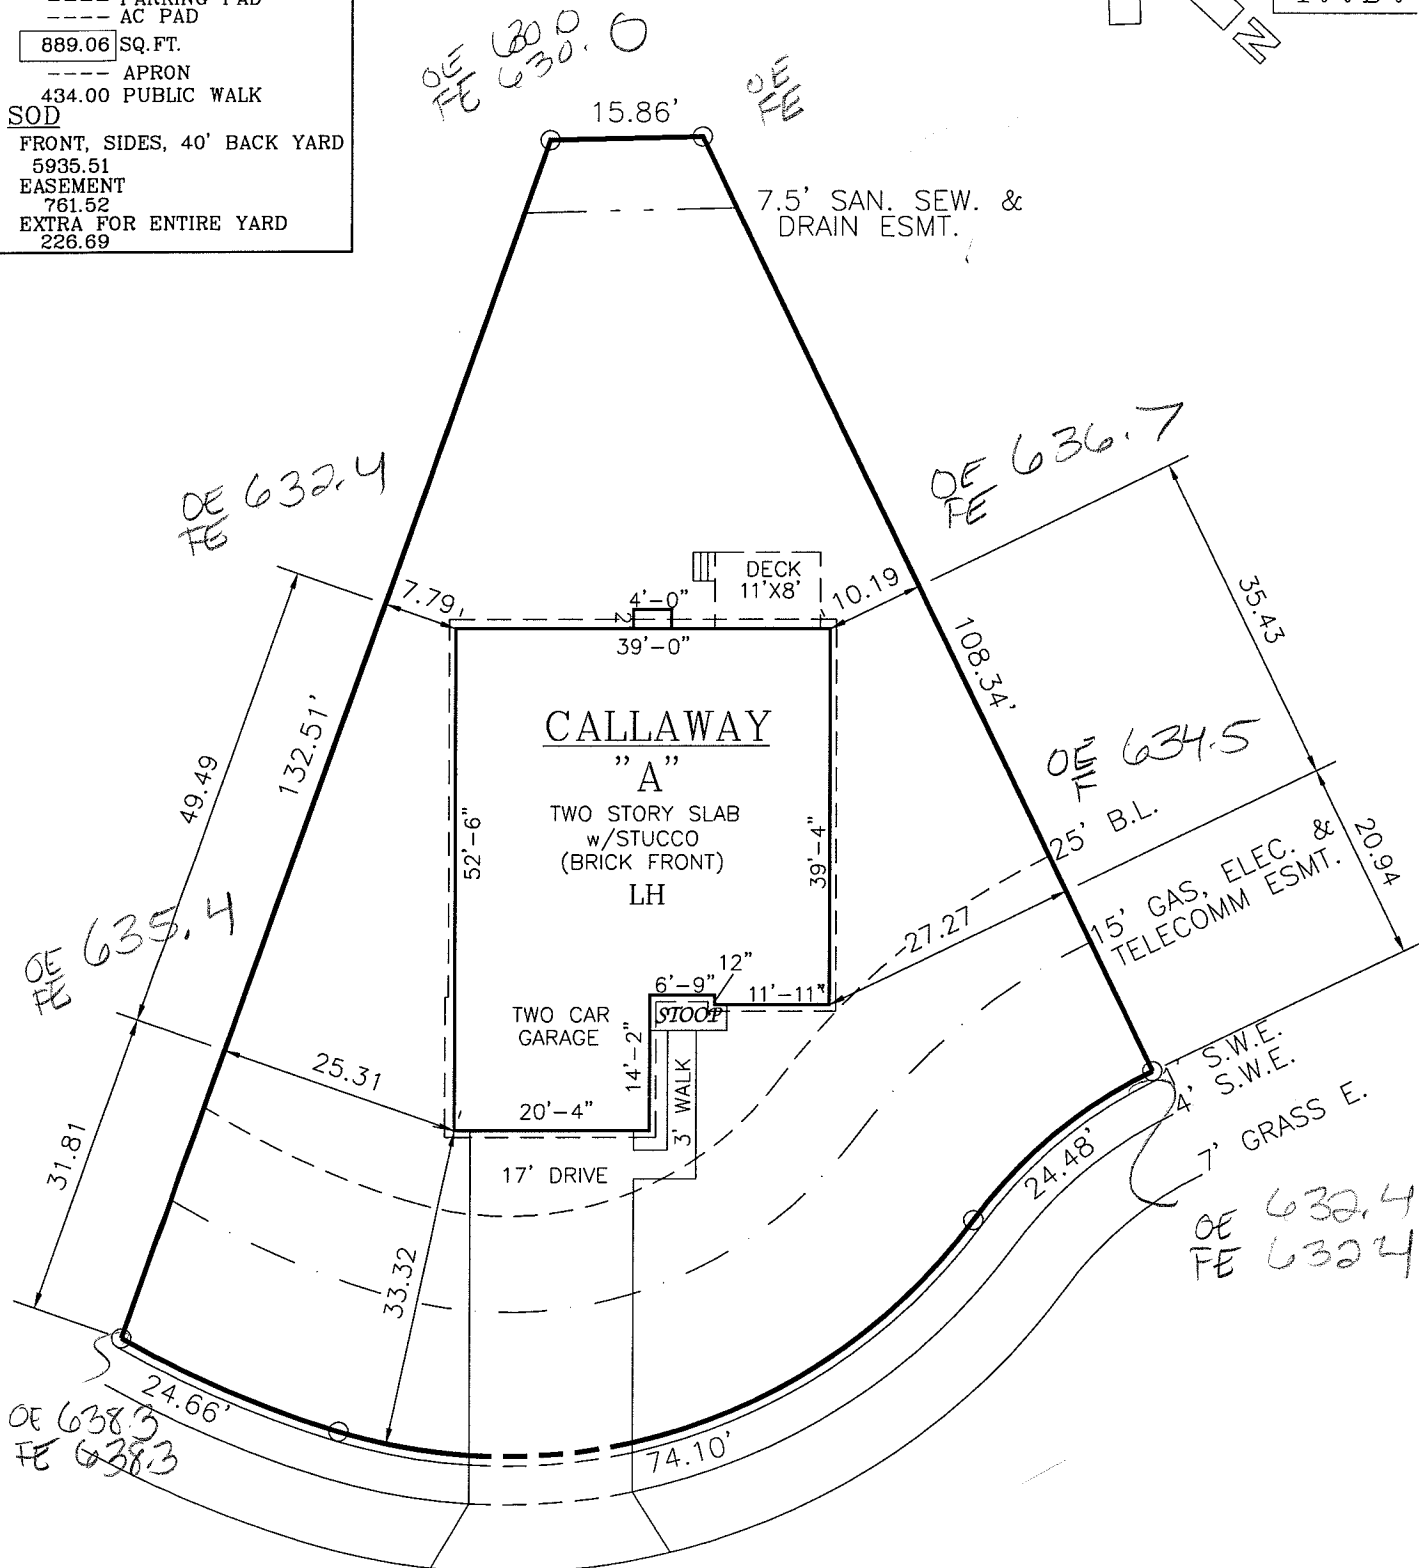 ---- PARKING PAD
---- AC PAD
889.06 SQ.FT.
---- APRON
434.00 PUBLIC WALK
SOD
FRONT, SIDES, 40' BACK YARD
5935.51
EASEMENT
761.52
EXTRA FOR ENTIRE YARD
226.69
N
OE 630.0
FE 630.0
OE
FE
15.86'
7.5' SAN. SEW. &
DRAIN ESMT.
OE 632.4
FE
OE 636.7
FE
DECK
11'X8'
7.79'
4'-0"
2'
10.19
39'-0"
35.43
108.34'
132.51'
49.49
CALLAWAY
"A"
TWO STORY SLAB
w/STUCCO
(BRICK FRONT)
LH
52'-6"
39'-4"
OE 634.5
F
25' B.L.
20.94
15' GAS, ELEC. &
TELECOMM ESMT.
27.27
OE 635.4
FE
12"
6'-9"
11'-11"
STOOP
TWO CAR
GARAGE
14'-2"
3' WALK
25.31
20'-4"
17' DRIVE
31.81
33.32
1' S.W.E.
4' S.W.E.
7' GRASS E.
24.48'
OE 632.4
FE 632.4
24.66'
OE 638.3
FE 638.3
74.10'